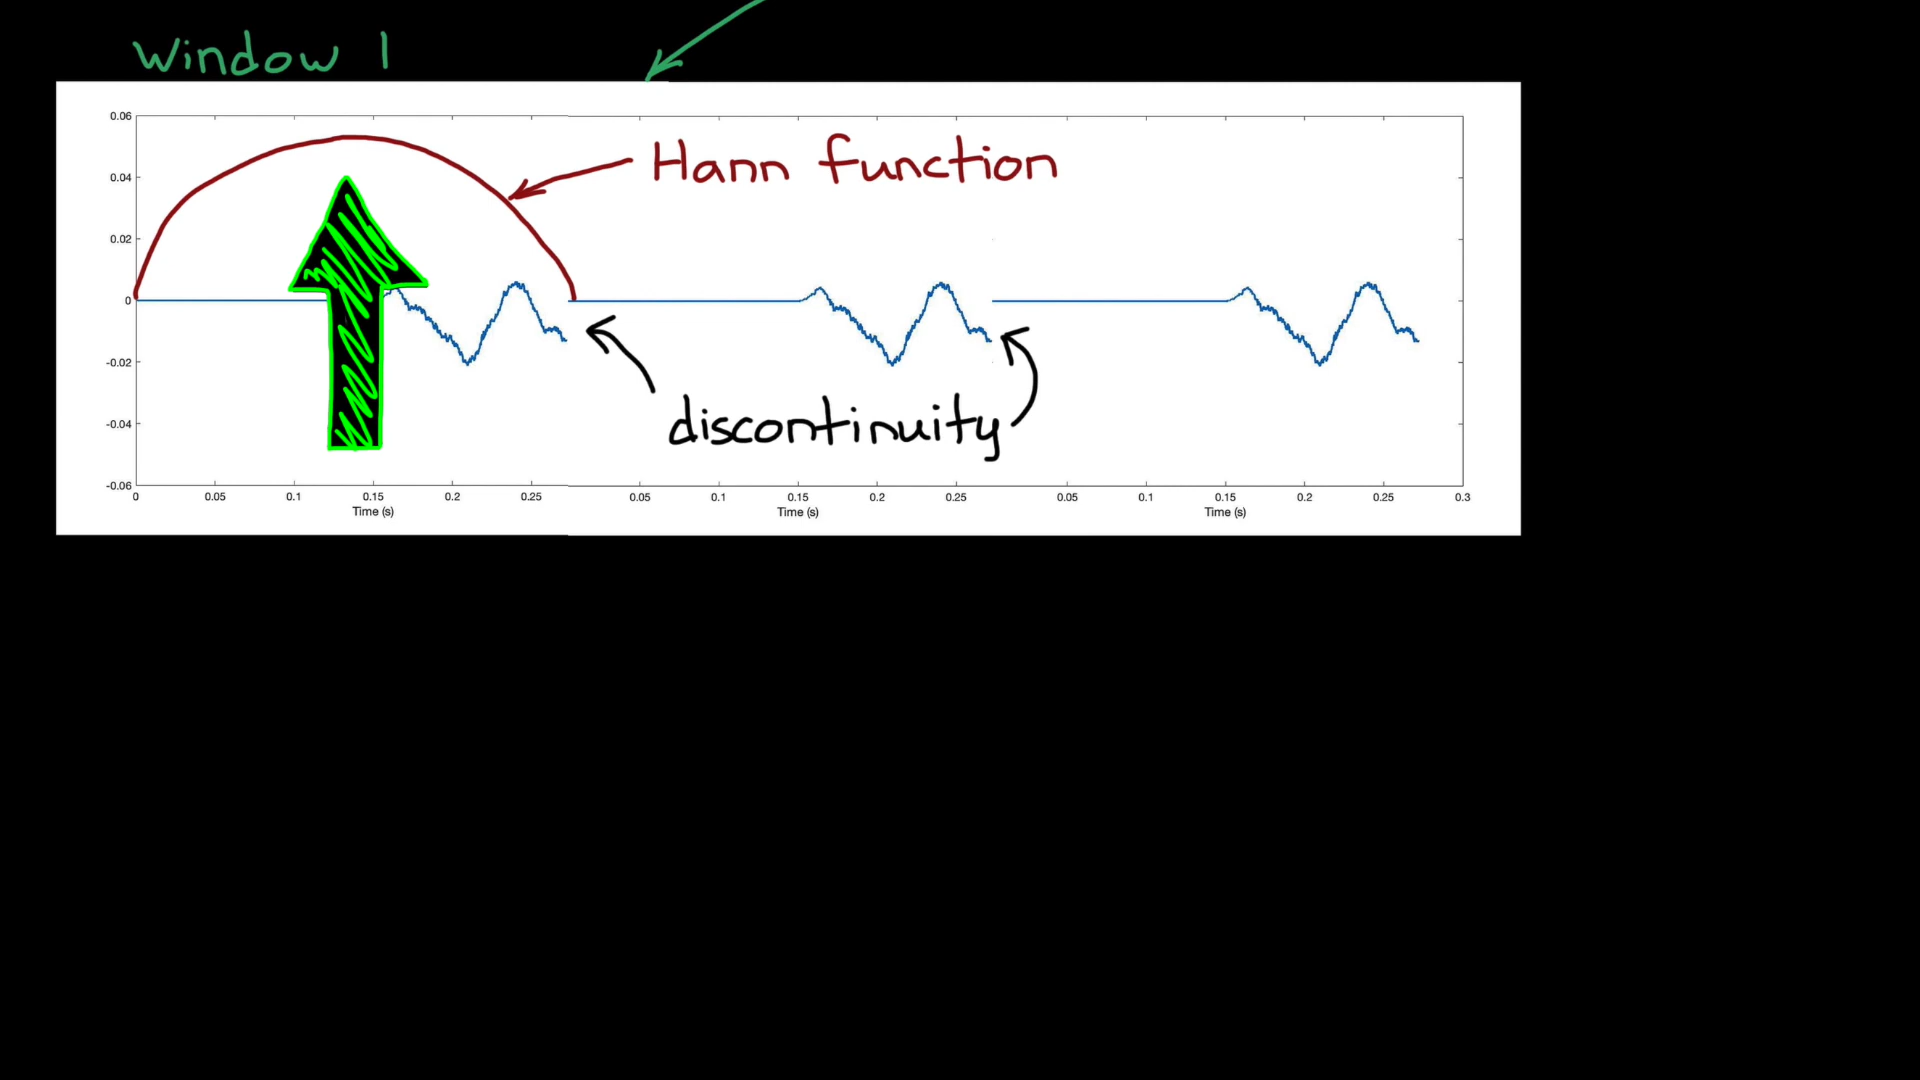 Window 1
0.06
Hann function
0.04
0.02
0
-0.02
discontinuity
-0.04
-0.06
0 0.05 0.1 0.15 0.2 0.25 0.05 0.1 0.15 0.2 0.25 0.05 0.1 0.15 0.2 0.25 0.3
Time (s) Time (s) Time (s)